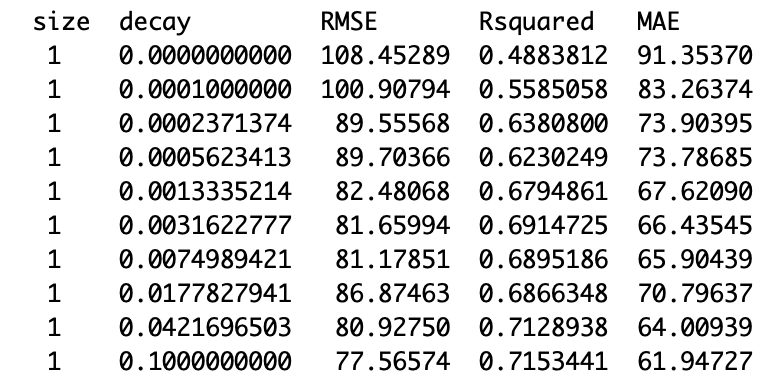 size decay RMSE Rsquared MAE
1 0.0000000000 108.45289 0.4883812 91.35370
1 0.0001000000 100.90794 0.5585058 83.26374
1 0.0002371374 89.55568 0.6380800 73.90395
1 0.0005623413 89.70366 0.6230249 73.78685
1 0.0013335214 82.48068 0.6794861 67.62090
1 0.0031622777 81.65994 0.6914725 66.43545
1 0.0074989421 81.17851 0.6895186 65.90439
1 0.0177827941 86.87463 0.6866348 70.79637
1 0.0421696503 80.92750 0.7128938 64.00939
1 0.1000000000 77.56574 0.7153441 61.94727